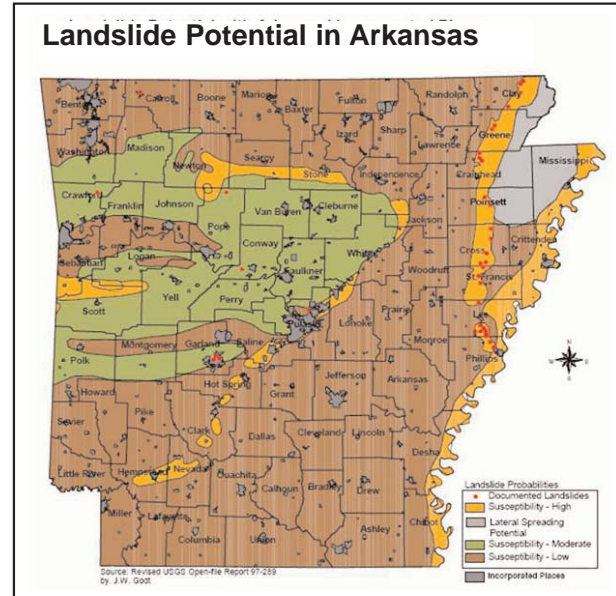 Landslide Potential in Arkansas
Benton
Carroll
Boone
Marion
Baxter
Fulton
Randolph
Clay
Izard
Sharp
Greene
Washington
Madison
Newton
Searcy
Stone
Independence
Lawrence
Craighead
Mississippi
Crawford
Franklin
Johnson
Pope
Van Buren
Cleburne
Jackson
Poinsett
Logan
Conway
White
Cross
Crittenden
Sebastian
Faulkner
Woodruff
St. Francis
Scott
Yell
Perry
Pulaski
Lonoke
Prairie
Lee
Monroe
Phillips
Polk
Montgomery
Garland
Saline
Hot Spring
Grant
Jefferson
Arkansas
Howard
Pike
Clark
Dallas
Cleveland
Lincoln
Desha
Sevier
Little River
Hempstead
Nevada
Ouachita
Calhoun
Bradley
Drew
Miller
Lafayette
Columbia
Union
Ashley
Chicot
N
W
E
S
Landslide Probabilities
Documented Landslides
Susceptibility - High
Lateral Spreading
Potential
Susceptibility - Moderate
Susceptibility - Low
Incorporated Places
Source: Revised USGS Open-file Report 97-289
by. J.W. Godt